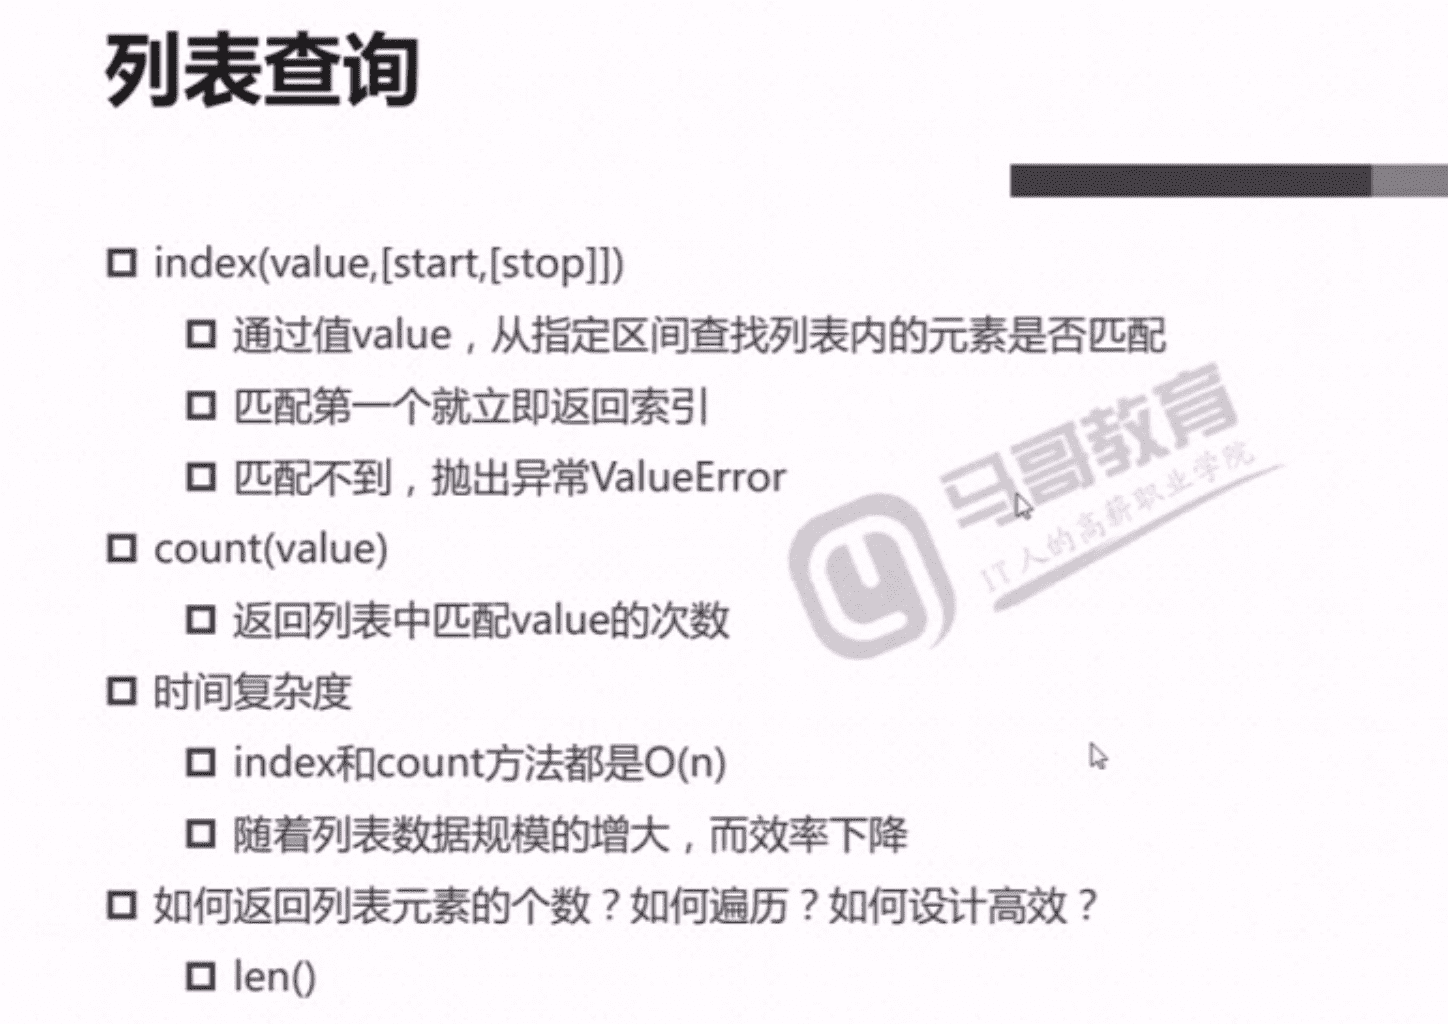 列表查询
index(value,[start,[stop]])
通过值value，从指定区间查找列表内的元素是否匹配
匹配第一个就立即返回索引
匹配不到，抛出异常ValueError
马哥教育
IT人的高薪职业学院
count(value)
返回列表中匹配value的次数
时间复杂度
index和count方法都是O(n)
随着列表数据规模的增大，而效率下降
如何返回列表元素的个数？如何遍历？如何设计高效？
len()